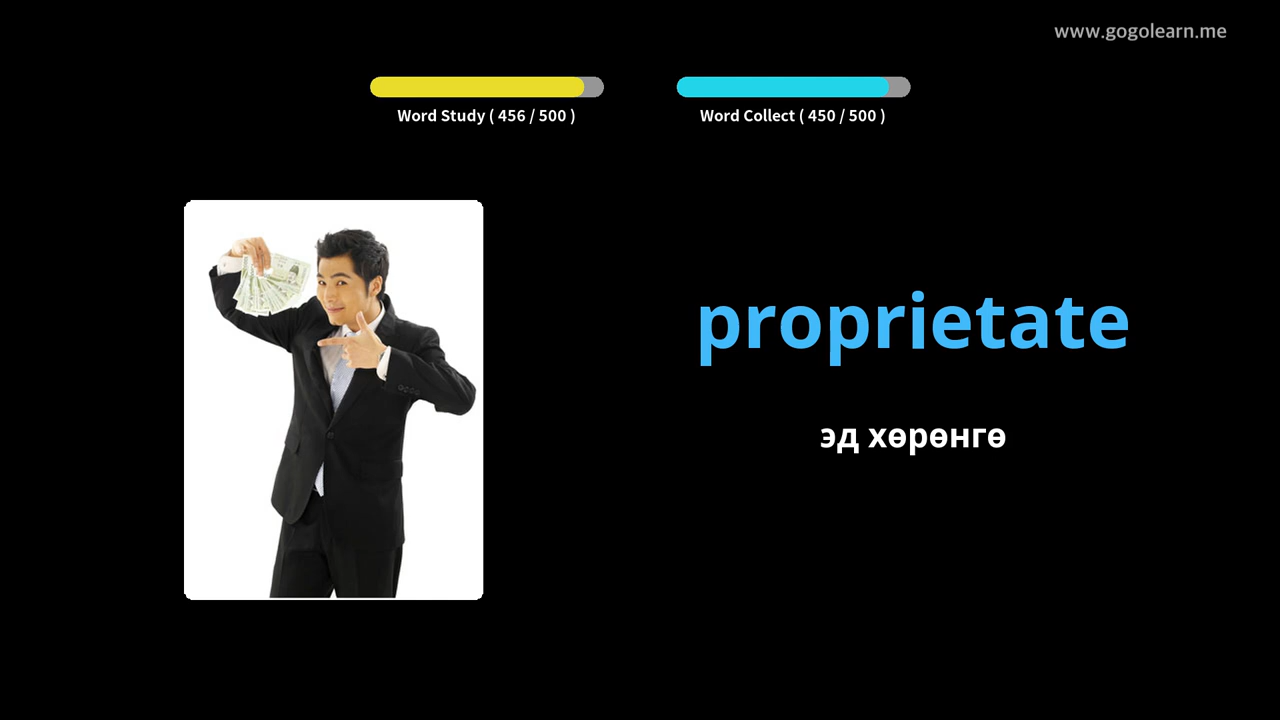 www.gogolearn.me
Word Study ( 456 / 500 )
Word Collect ( 450 / 500 )
proprietate
эд хөрөнгө